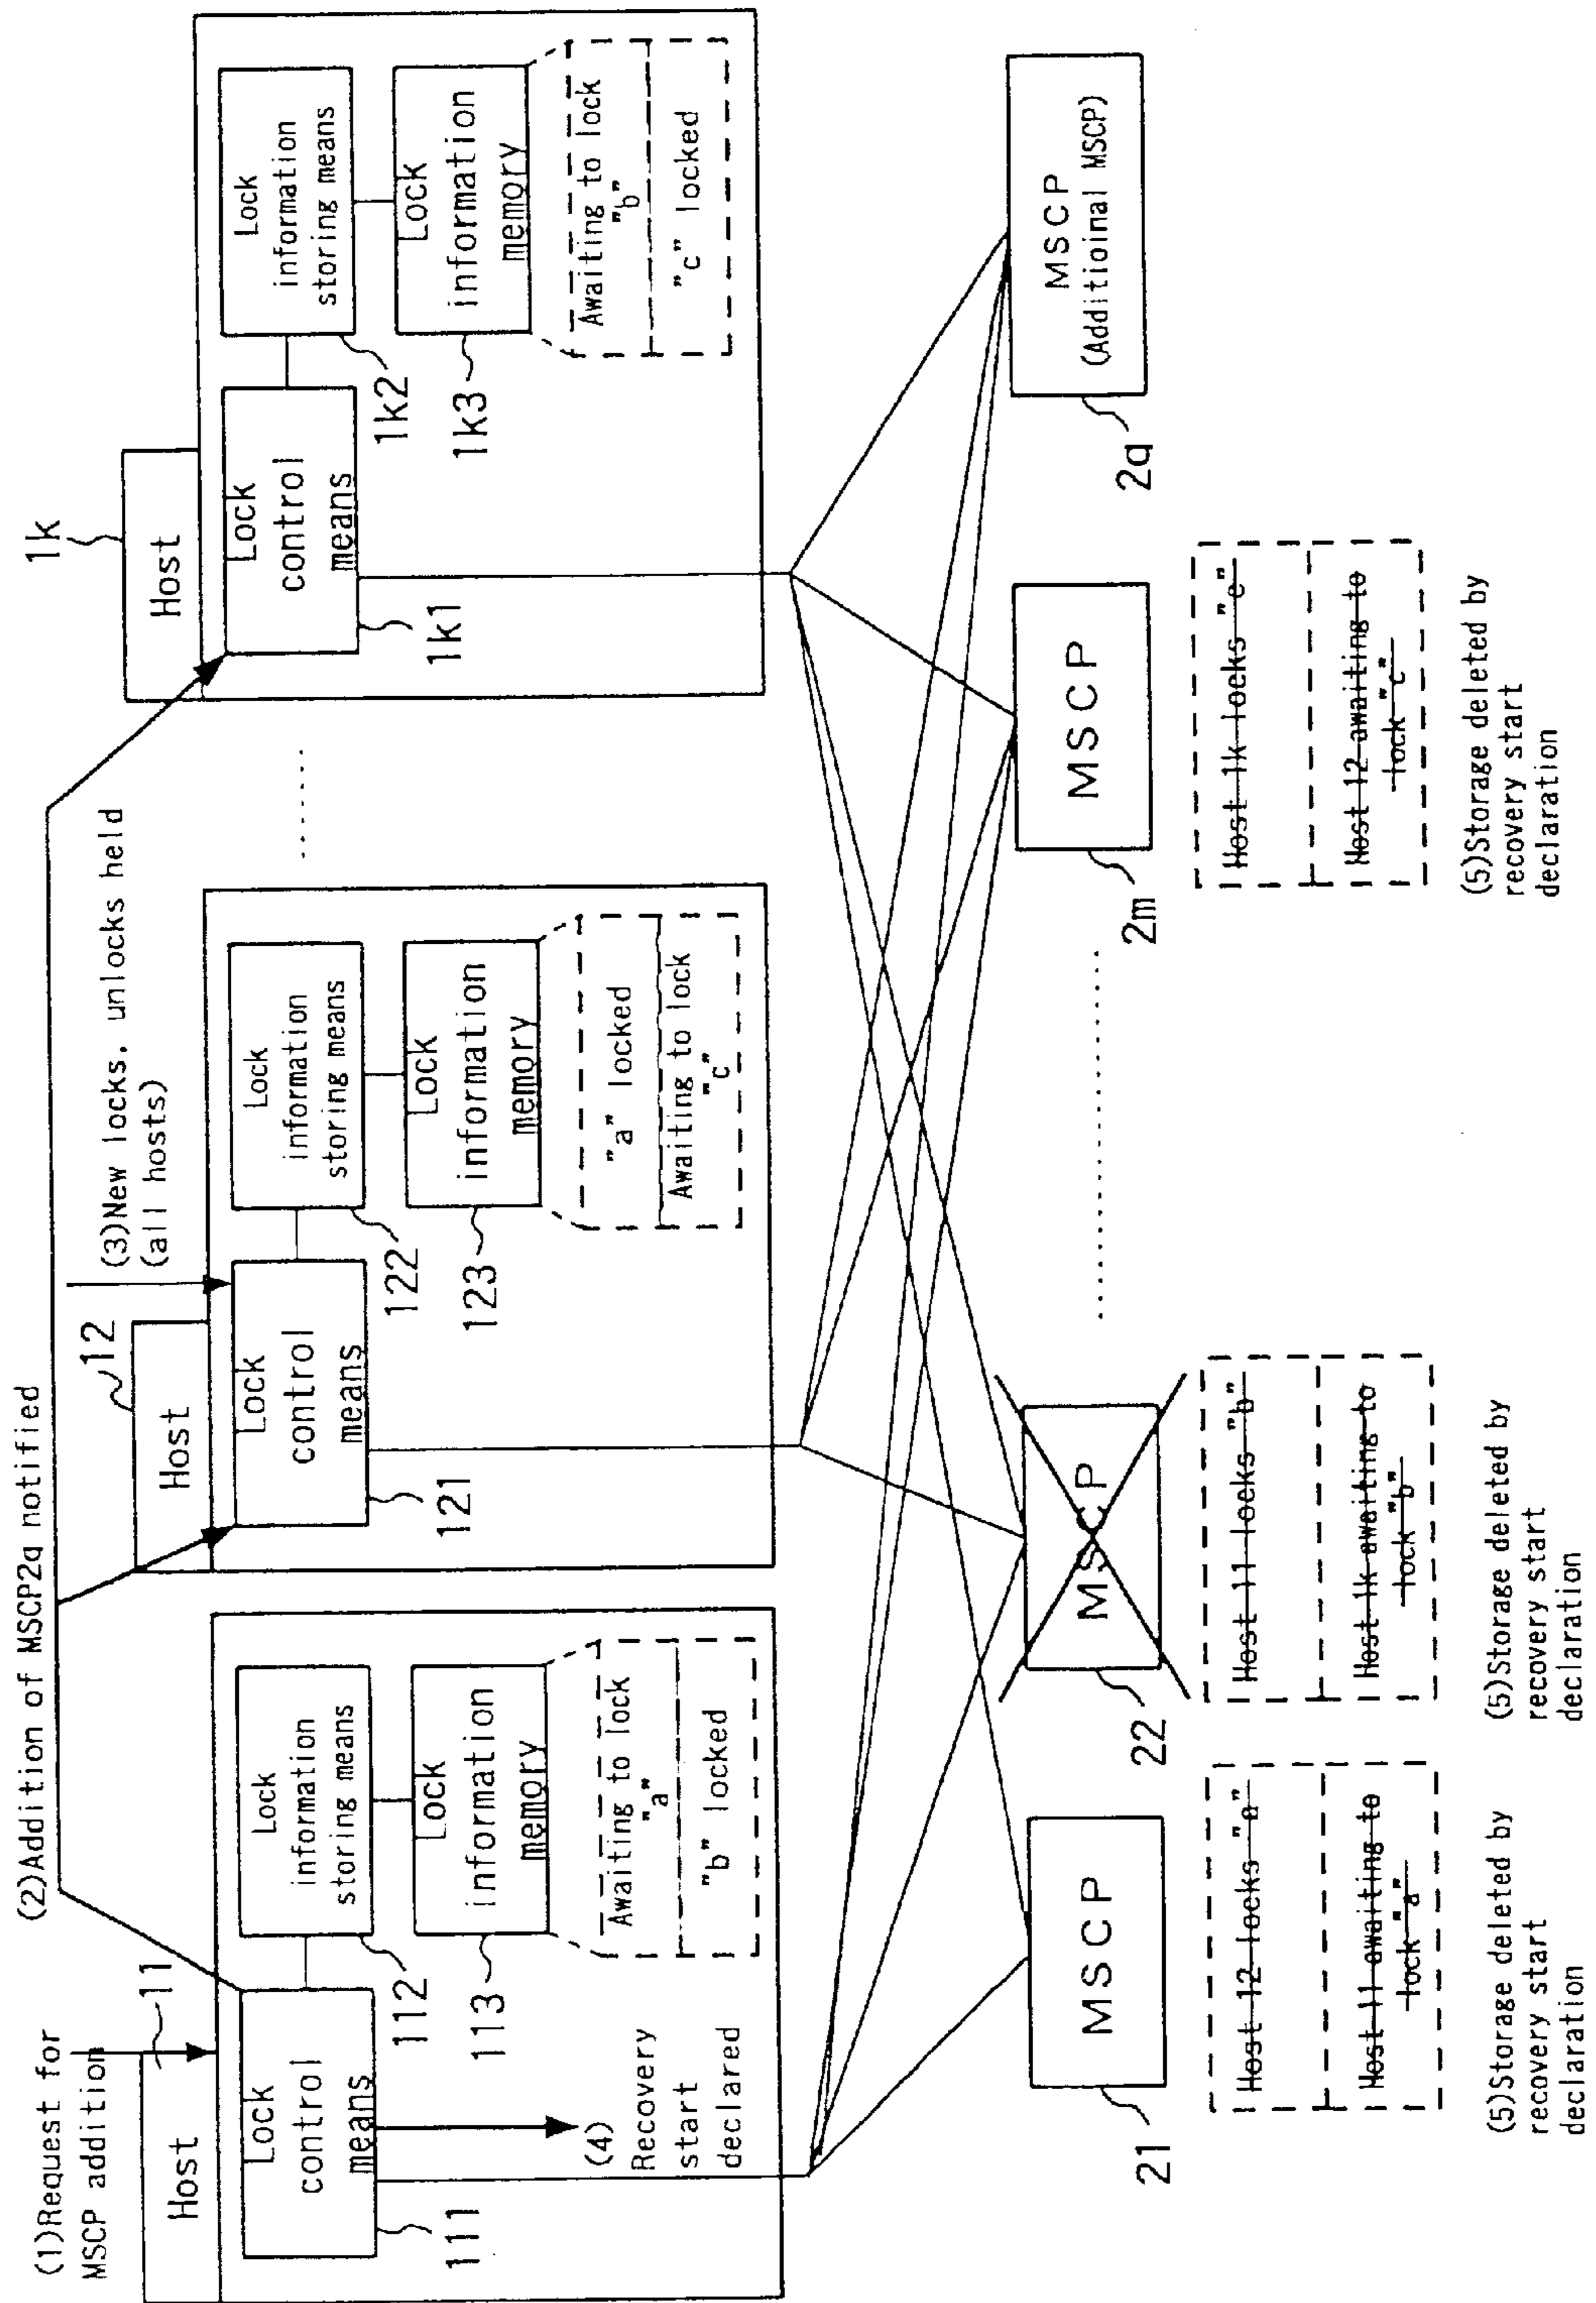 (1)Request for
MSCP addition
(2)Addition of MSCP2q notified
(3)New locks, unlocks held
(all hosts)
11
Host
Lock
control
means
111
Lock
information
storing means
112
Lock
information
memory
113
Awaiting to lock
"a"
"b" locked
(4)
Recovery
start
declared
12
Host
Lock
control
means
121
Lock
information
storing means
122
Lock
information
memory
123
"a" locked
Awaiting to lock
"c"
1k
Host
Lock
control
means
1k1
Lock
information
storing means
1k2
Lock
information
memory
1k3
Awaiting to lock
"b"
"c" locked
MSCP
21
Host 12 locks "a"
Host 11 awaiting to
lock "a"
(5)Storage deleted by
recovery start
declaration
MSCP
22
Host 11 locks "b"
Host 1k awaiting to
lock "b"
(5)Storage deleted by
recovery start
declaration
MSCP
2m
Host 1k locks "c"
Host 12 awaiting to
lock "c"
(5)Storage deleted by
recovery start
declaration
MSCP
(Additioinal MSCP)
2q